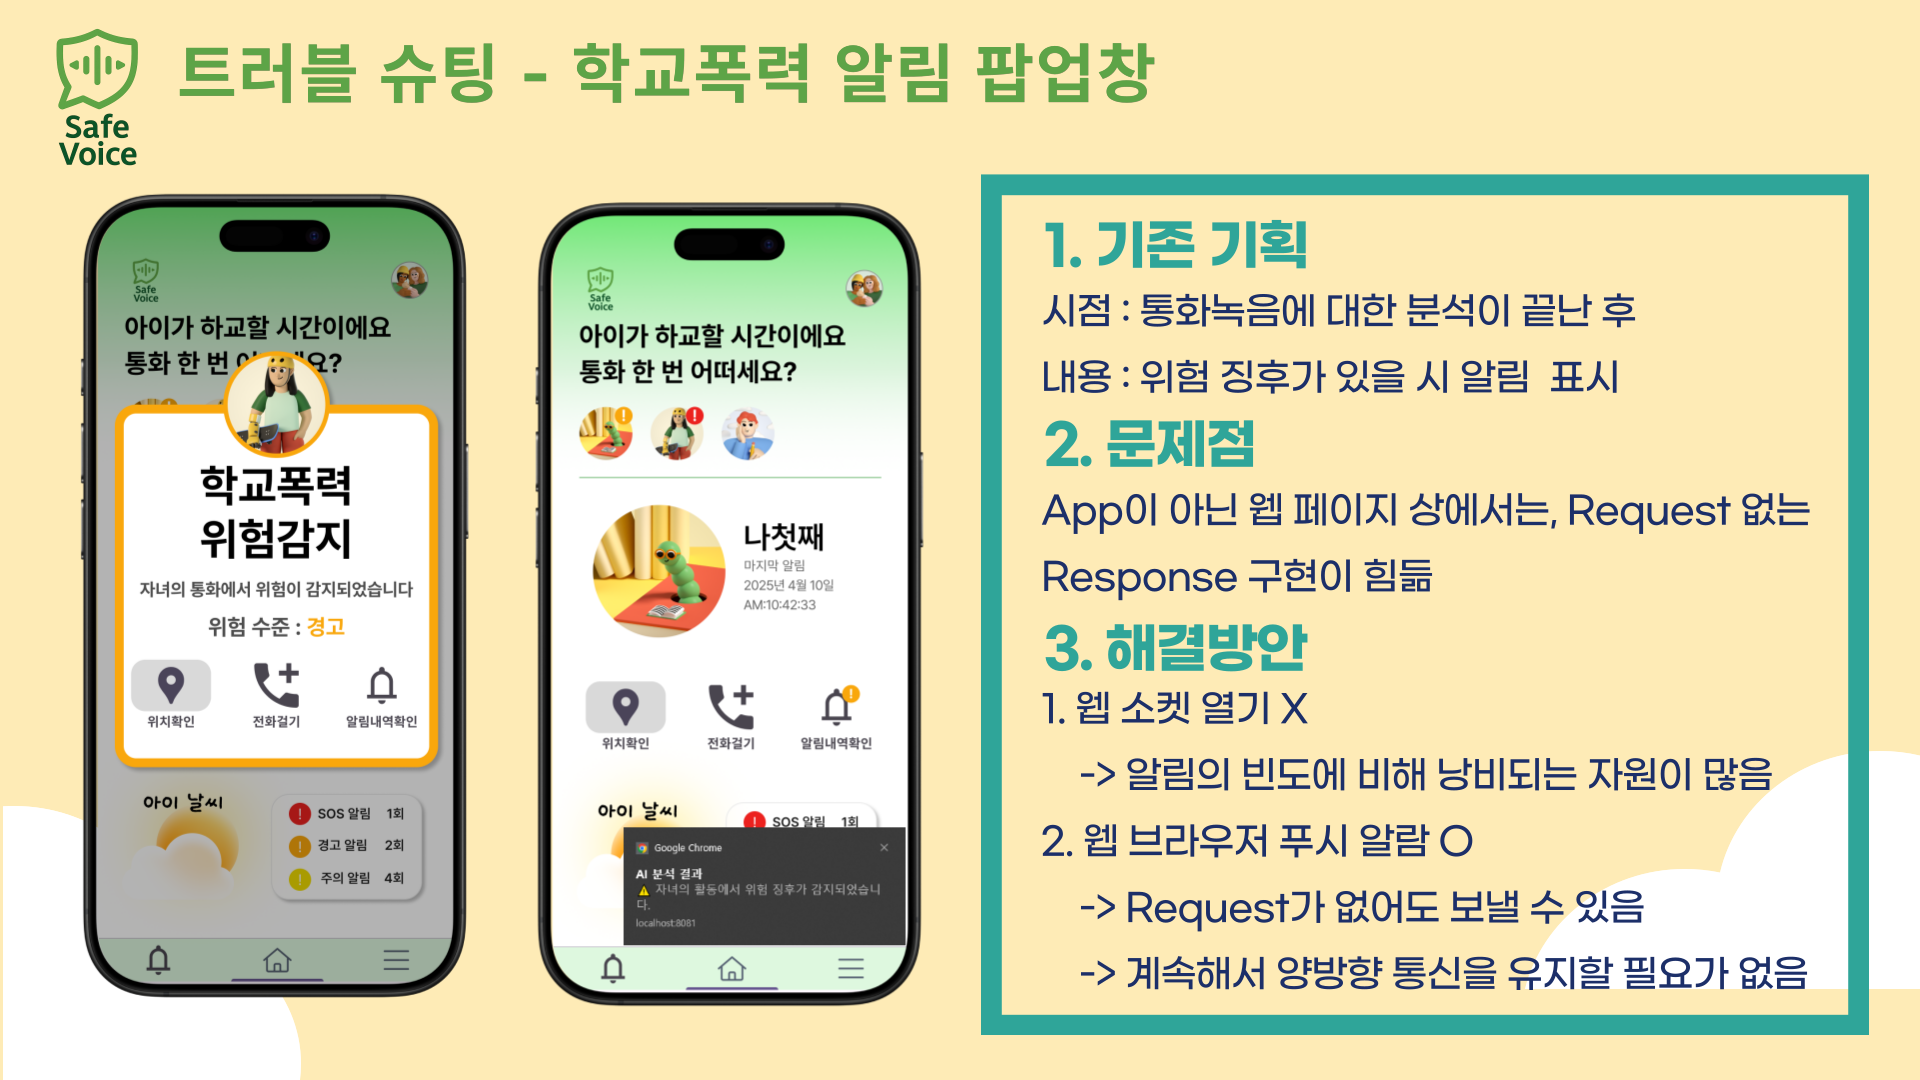 Safe
Voice
트러블 슈팅 - 학교폭력 알림 팝업창
Safe
Voice
아이가 하교할 시간이에요
통화 한 번 요?
학교폭력
위험감지
자녀의 통화에서 위험이 감지되었습니다
위험 수준 : 경고
위치확인
전화걸기
알림내역확인
아이 날씨
! SOS 알림 1회
! 경고 알림 2회
! 주의 알림 4회
Safe
Voice
아이가 하교할 시간이에요
통화 한 번 어떠세요?
나첫째
마지막 알림
2025년 4월 10일
AM:10:42:33
위치확인
전화걸기
알림내역확인
아이 날씨
! SOS 알림 1회
Google Chrome
AI 분석 결과
⚠ 자녀의 활동에서 위험 징후가 감지되었습니
다.
localhost:8081
1. 기존 기획
시점 : 통화녹음에 대한 분석이 끝난 후
내용 : 위험 징후가 있을 시 알림 표시
2. 문제점
App이 아닌 웹 페이지 상에서는, Request 없는
Response 구현이 힘듦
3. 해결방안
1. 웹 소켓 열기 X
-> 알림의 빈도에 비해 낭비되는 자원이 많음
2. 웹 브라우저 푸시 알람 O
-> Request가 없어도 보낼 수 있음
-> 계속해서 양방향 통신을 유지할 필요가 없음